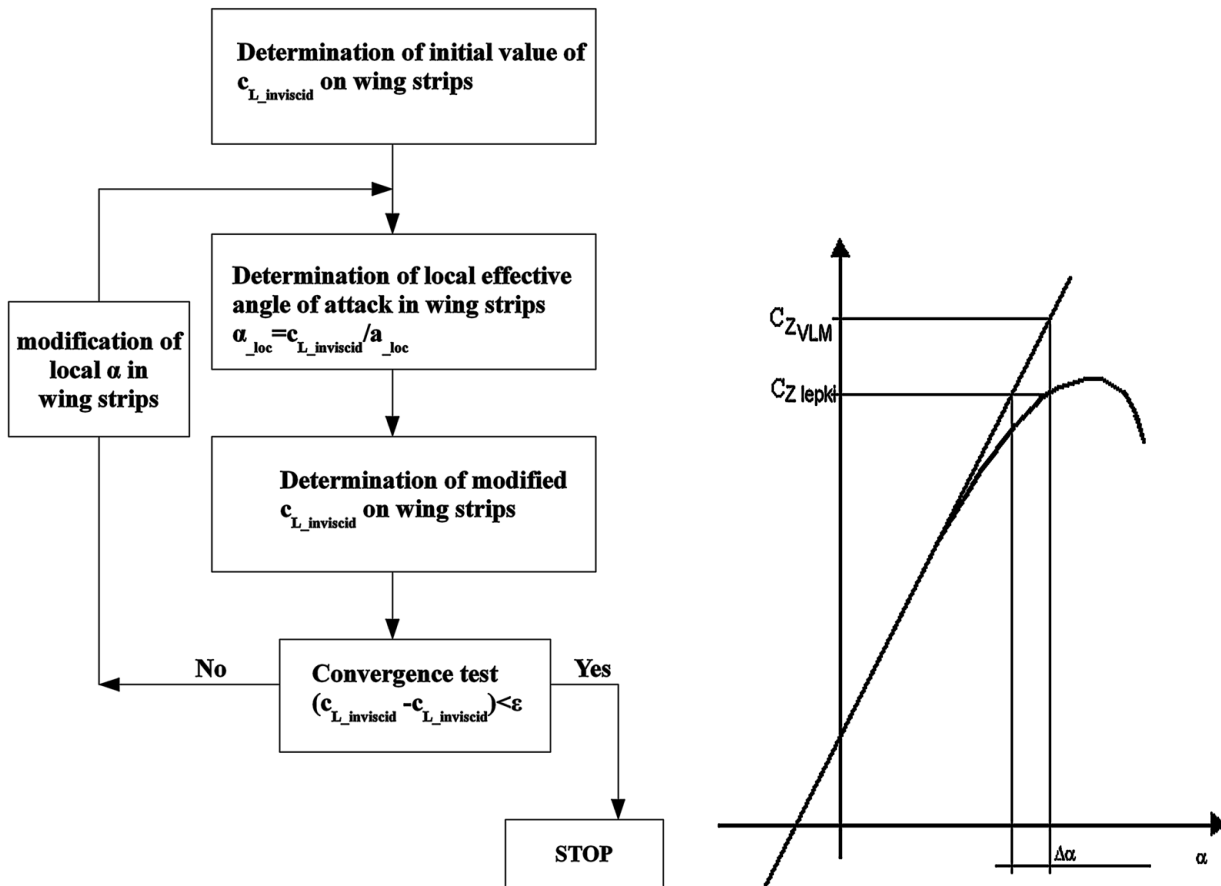 Determination of initial value of
c_L_inviscid on wing strips
Determination of local effective
angle of attack in wing strips
α_loc=c_L_inviscid/a_loc
modification of
local α in
wing strips
Determination of modified
c_L_inviscid on wing strips
No
Convergence test
(c_L_inviscid -c_L_inviscid)<ε
Yes
STOP
C_Z_VLM
C_Z lepki
Δα
α